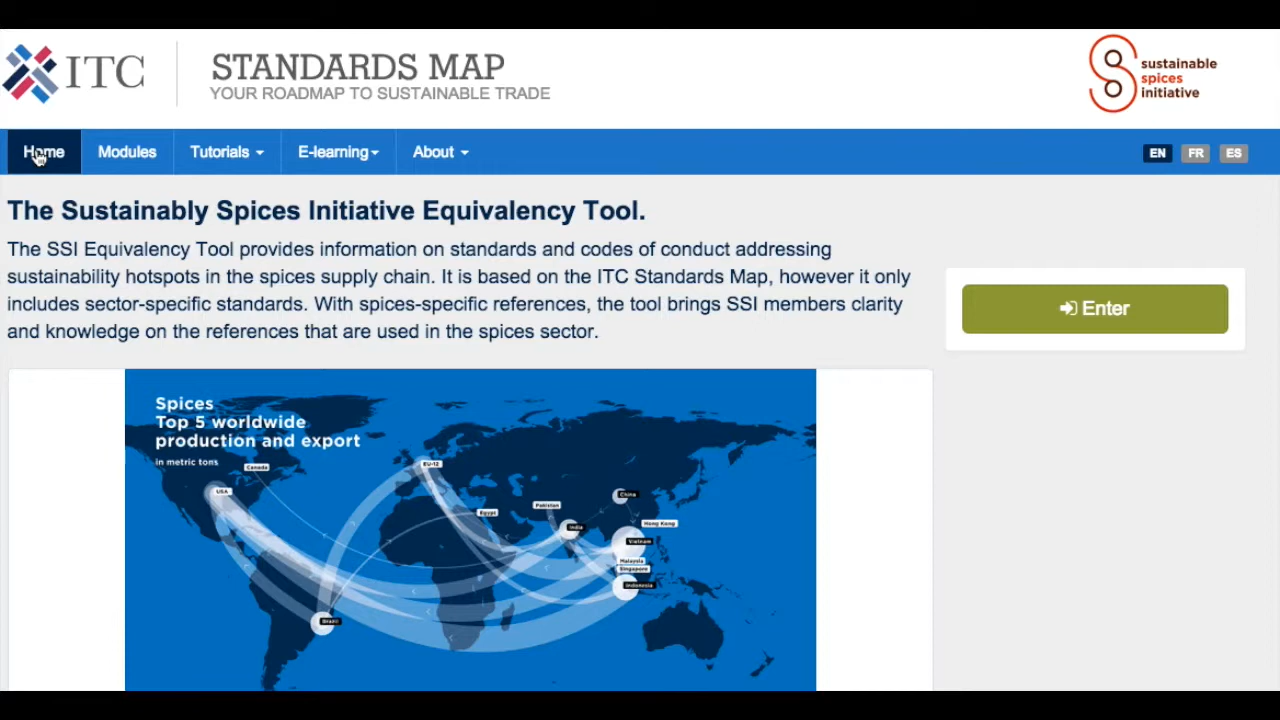 ITC
STANDARDS MAP
YOUR ROADMAP TO SUSTAINABLE TRADE
sustainable
spices
initiative
Home Modules Tutorials E-learning About EN FR ES
The Sustainably Spices Initiative Equivalency Tool.
The SSI Equivalency Tool provides information on standards and codes of conduct addressing
sustainability hotspots in the spices supply chain. It is based on the ITC Standards Map, however it only
includes sector-specific standards. With spices-specific references, the tool brings SSI members clarity
and knowledge on the references that are used in the spices sector.
Enter
Spices
Top 5 worldwide
production and export
in metric tons
Canada
EU-12
USA
China
Pakistan
Egypt
Hong Kong
India
Vietnam
Malaysia
Singapore
Indonesia
Brazil